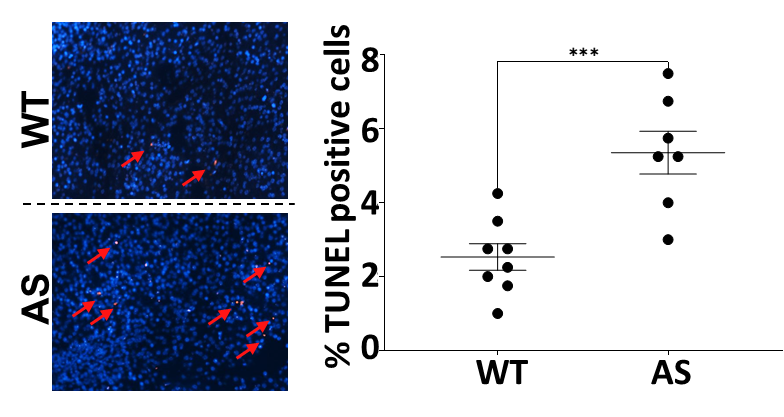 WT
AS
% TUNEL positive cells
8
6
4
2
0
***
WT
AS